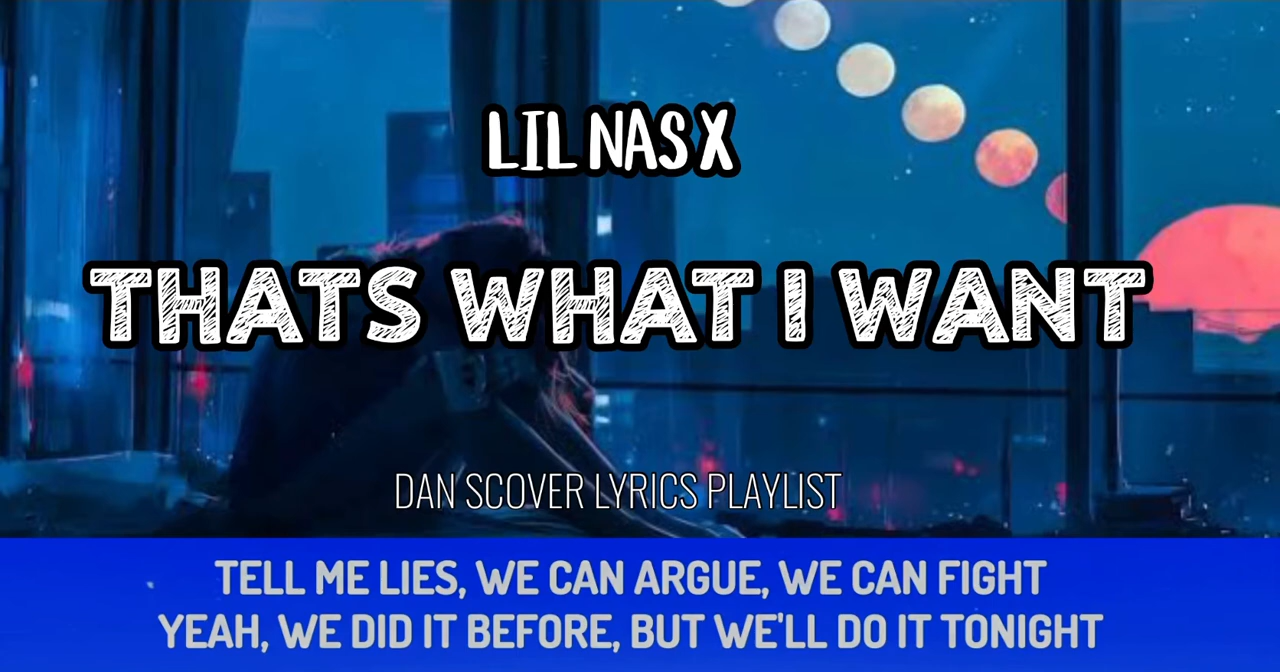 LIL NAS X
THATS WHAT I WANT
DAN SCOVER LYRICS PLAYLIST
TELL ME LIES, WE CAN ARGUE, WE CAN FIGHT
YEAH, WE DID IT BEFORE, BUT WE'LL DO IT TONIGHT